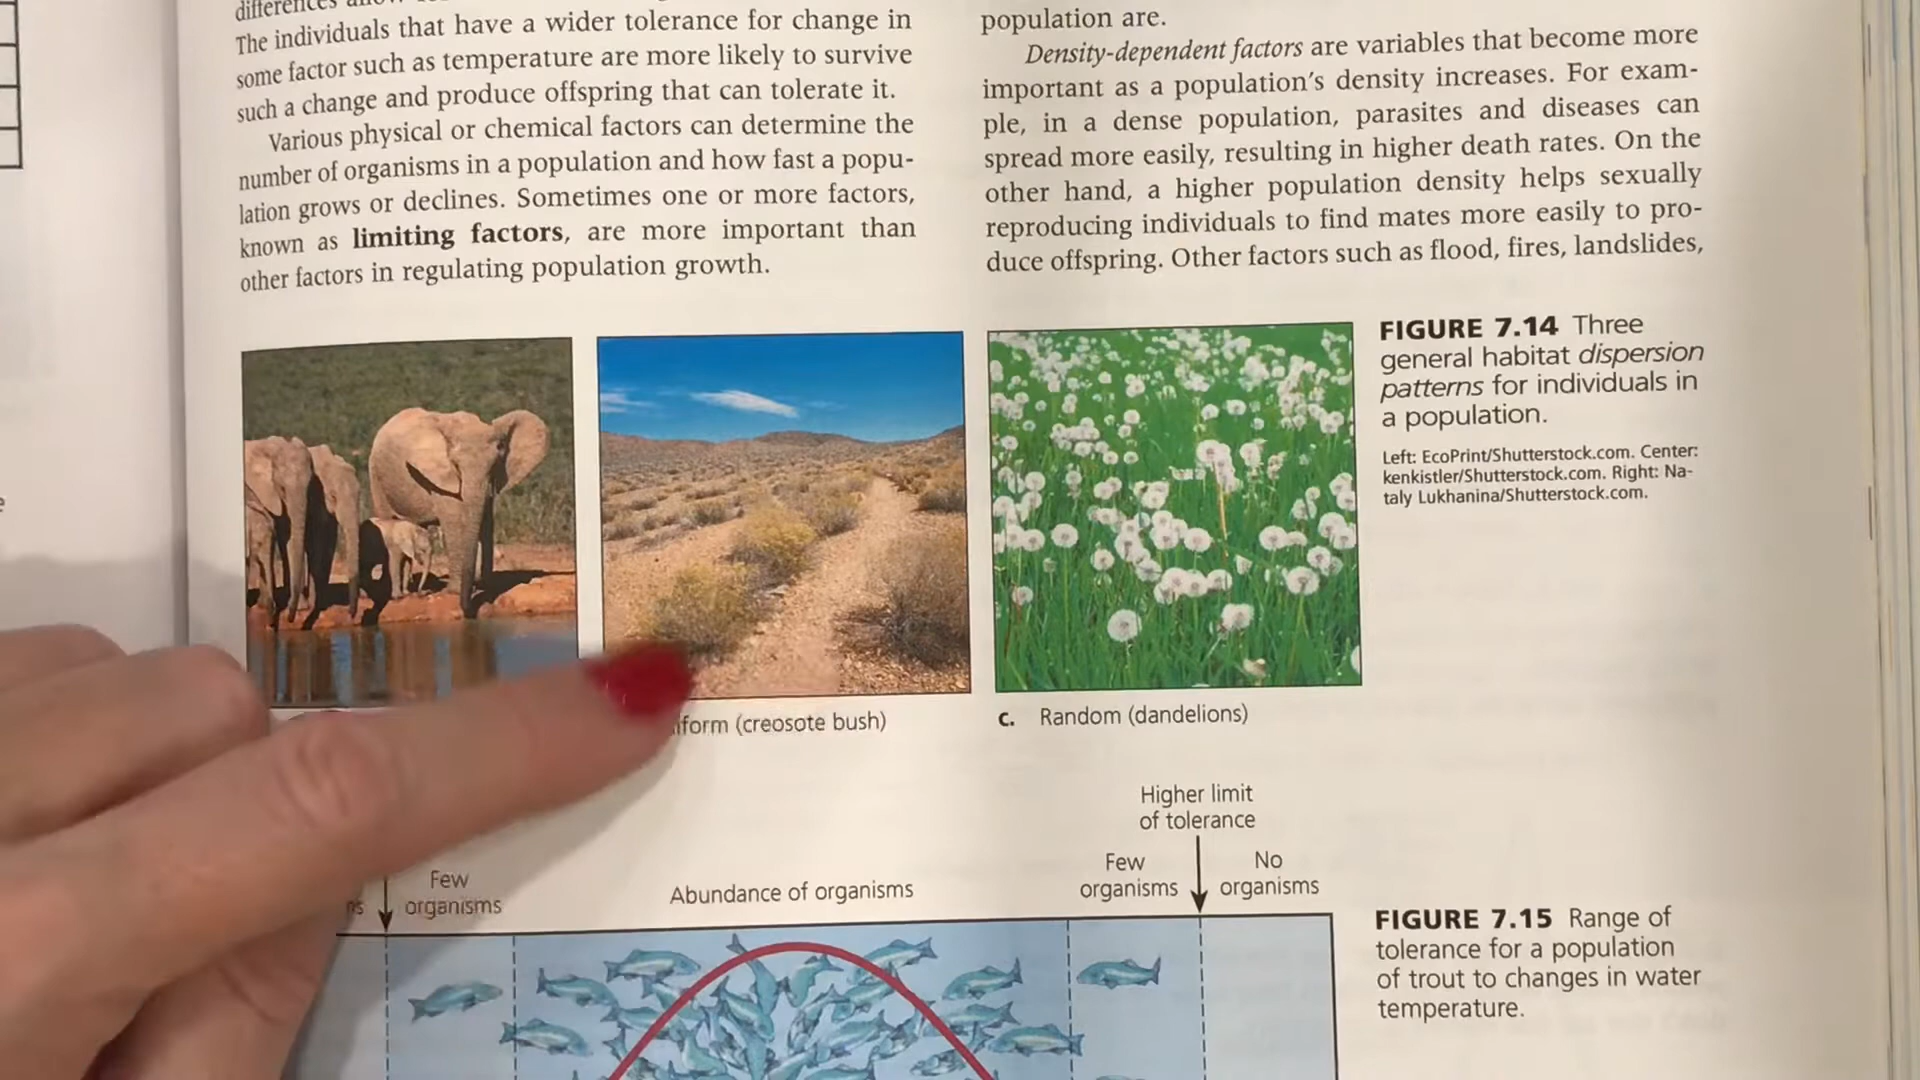 differences
The individuals that have a wider tolerance for change in
some factor such as temperature are more likely to survive
such a change and produce offspring that can tolerate it.
Various physical or chemical factors can determine the
number of organisms in a population and how fast a popu-
lation grows or declines. Sometimes one or more factors,
known as limiting factors, are more important than
other factors in regulating population growth.
population are.
Density-dependent factors are variables that become more
important as a population's density increases. For exam-
ple, in a dense population, parasites and diseases can
spread more easily, resulting in higher death rates. On the
other hand, a higher population density helps sexually
reproducing individuals to find mates more easily to pro-
duce offspring. Other factors such as flood, fires, landslides,
FIGURE 7.14 Three
general habitat dispersion
patterns for individuals in
a population.
Left: EcoPrint/Shutterstock.com. Center:
kenkistler/Shutterstock.com. Right: Na-
taly Lukhanina/Shutterstock.com.
form (creosote bush)
c. Random (dandelions)
Higher limit
of tolerance
Few
organisms
Abundance of organisms
Few
organisms
No
organisms
FIGURE 7.15 Range of
tolerance for a population
of trout to changes in water
temperature.